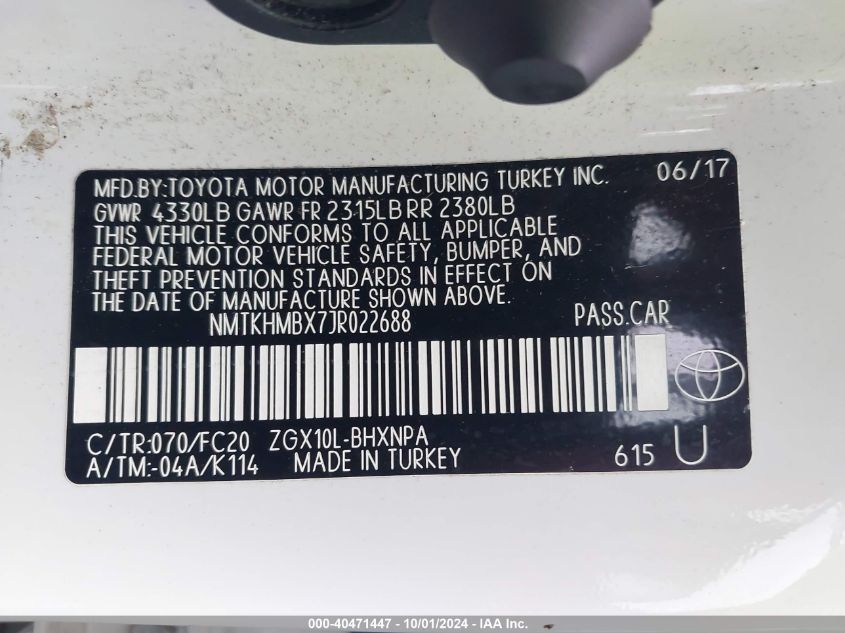 MFD.BY:TOYOTA MOTOR MANUFACTURING TURKEY INC. 06/17
GVWR 4330LB GAWR FR 2315LB RR 2380LB
THIS VEHICLE CONFORMS TO ALL APPLICABLE
FEDERAL MOTOR VEHICLE SAFETY, BUMPER, AND
THEFT PREVENTION STANDARDS IN EFFECT ON
THE DATE OF MANUFACTURE SHOWN ABOVE.
NMTKHMBX7JR022688 PASS.CAR
C/TR:070/FC20 ZGX10L-BHXNPA
A/TM:-04A/K114 MADE IN TURKEY 615 U
000-40471447 - 10/01/2024 - IAA Inc.